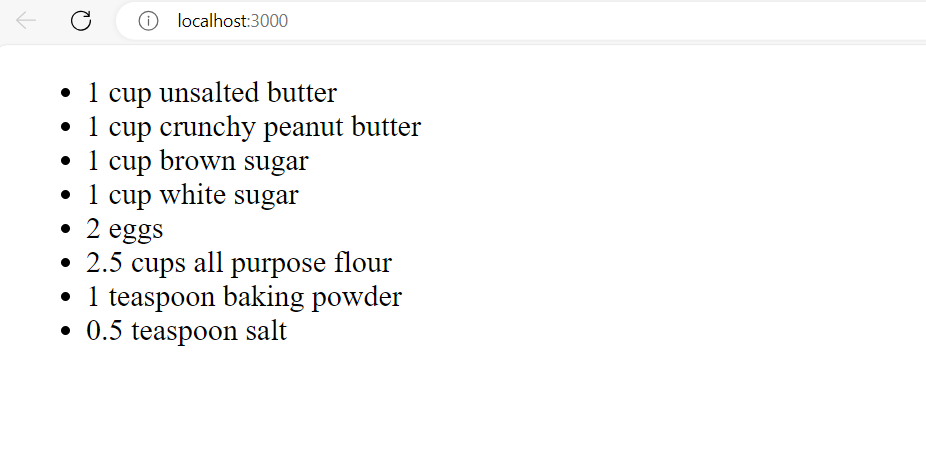 localhost:3000
1 cup unsalted butter
1 cup crunchy peanut butter
1 cup brown sugar
1 cup white sugar
2 eggs
2.5 cups all purpose flour
1 teaspoon baking powder
0.5 teaspoon salt